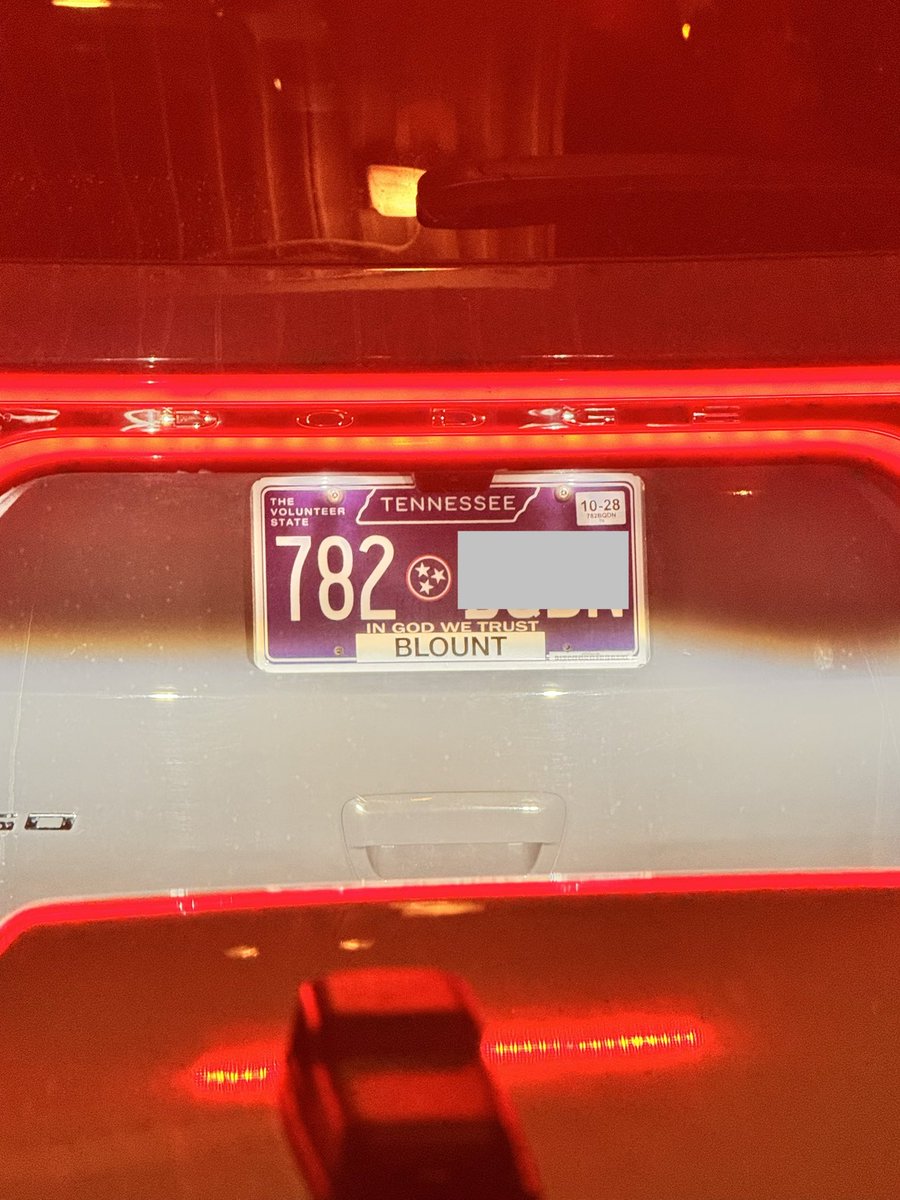 DODGE
THE
VOLUNTEER
STATE
TENNESSEE
10-28
782
IN GOD WE TRUST
BLOUNT